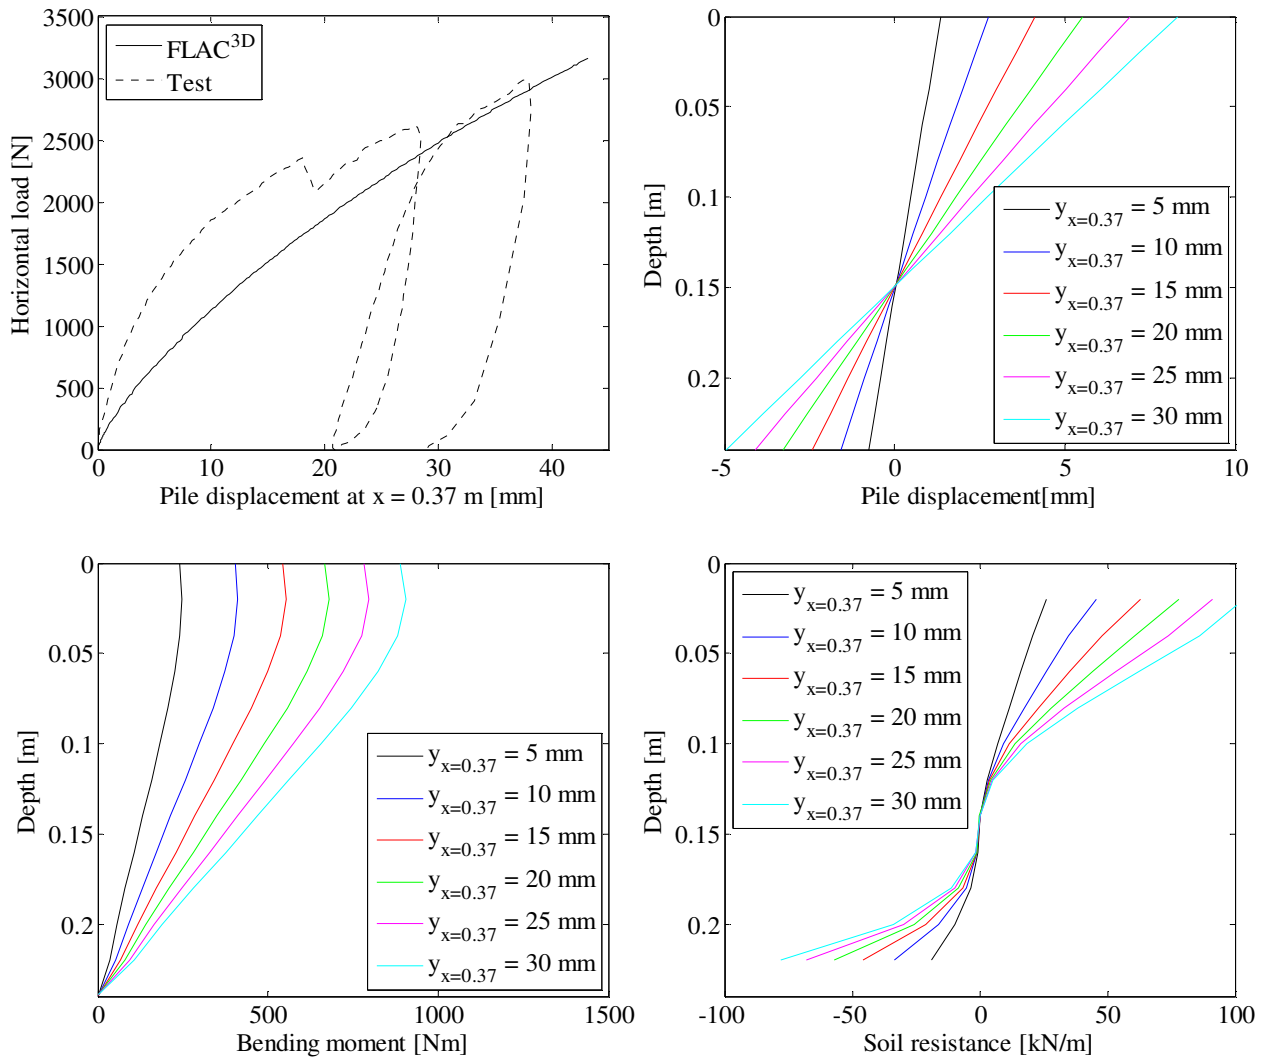 3500
3000
2500
2000
1500
1000
500
0
Horizontal load [N]
FLAC3D
Test
0 10 20 30 40
Pile displacement at x = 0.37 m [mm]
0
0.05
0.1
0.15
0.2
Depth [m]
yx=0.37 = 5 mm
yx=0.37 = 10 mm
yx=0.37 = 15 mm
yx=0.37 = 20 mm
yx=0.37 = 25 mm
yx=0.37 = 30 mm
-5 0 5 10
Pile displacement[mm]
0
0.05
0.1
0.15
0.2
Depth [m]
yx=0.37 = 5 mm
yx=0.37 = 10 mm
yx=0.37 = 15 mm
yx=0.37 = 20 mm
yx=0.37 = 25 mm
yx=0.37 = 30 mm
0 500 1000 1500
Bending moment [Nm]
0
0.05
0.1
0.15
0.2
Depth [m]
yx=0.37 = 5 mm
yx=0.37 = 10 mm
yx=0.37 = 15 mm
yx=0.37 = 20 mm
yx=0.37 = 25 mm
yx=0.37 = 30 mm
-100 -50 0 50 100
Soil resistance [kN/m]